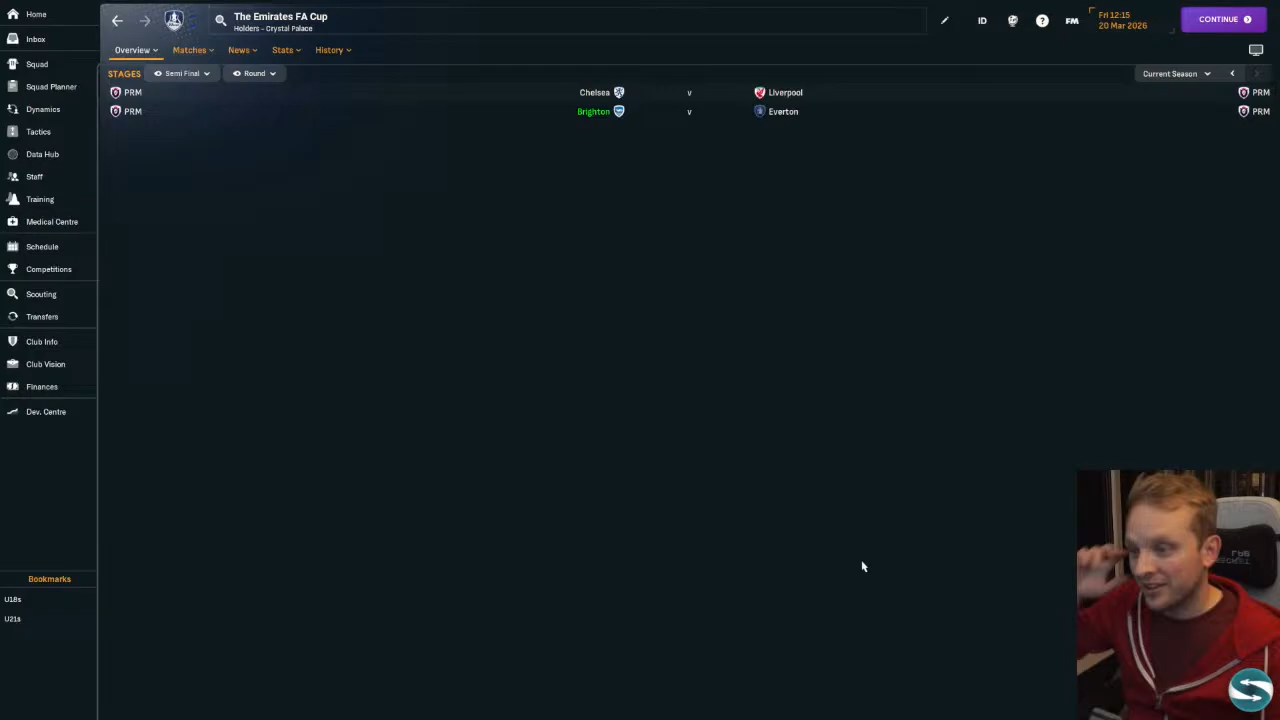 Home
Inbox
Squad
Squad Planner
Dynamics
Tactics
Data Hub
Staff
Training
Medical Centre
Schedule
Competitions
Scouting
Transfers
Club Info
Club Vision
Finances
Dev. Centre
Bookmarks
U18s
U21s
The Emirates FA Cup
Holders - Crystal Palace
ID
FM
Fri 12:15
20 Mar 2026
CONTINUE
Overview Matches News Stats History
STAGES Semi Final Round Current Season
PRM Chelsea v Liverpool PRM
PRM Brighton v Everton PRM